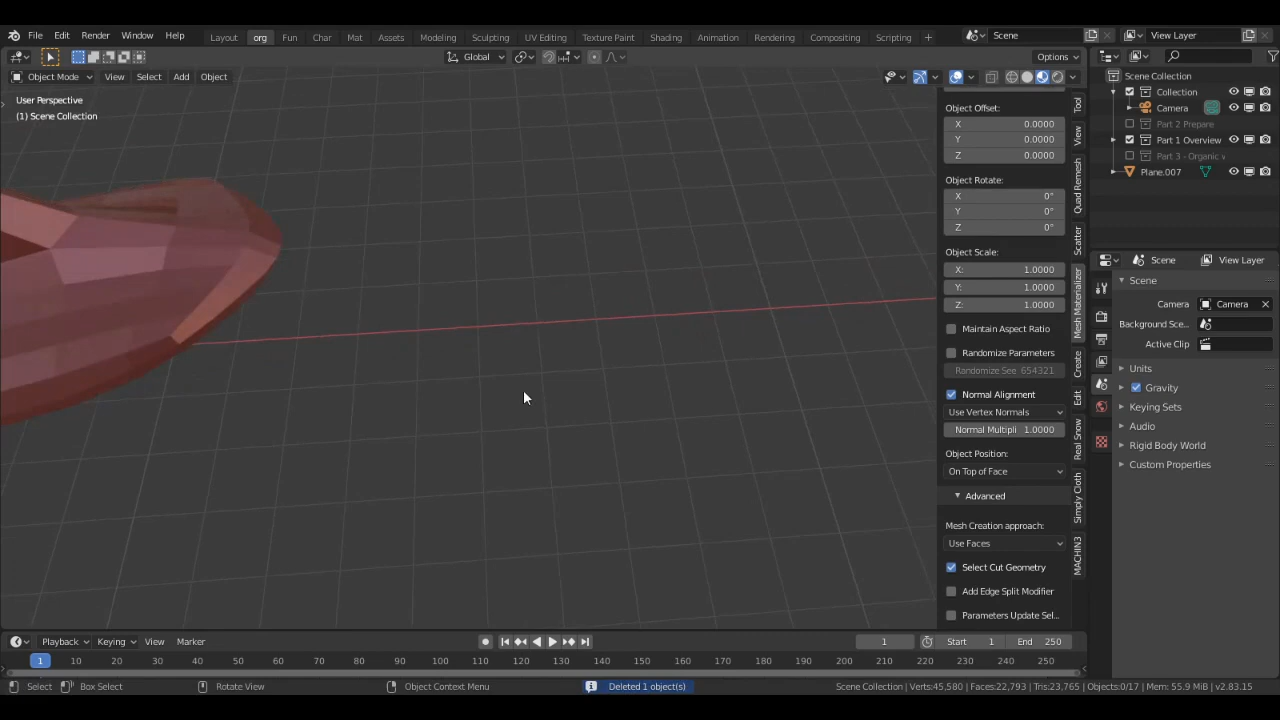 File Edit Render Window Help Layout org Fun Char Mat Assets Modeling Sculpting UV Editing Texture Paint Shading Animation Rendering Compositing Scripting + Scene View Layer
Global Options
Object Mode View Select Add Object
User Perspective
(1) Scene Collection
Object Offset:
X 0.0000
Y 0.0000
Z 0.0000
Object Rotate:
X 0°
Y 0°
Z 0°
Object Scale:
X: 1.0000
Y: 1.0000
Z: 1.0000
Maintain Aspect Ratio
Randomize Parameters
Randomize See 654321
Normal Alignment
Use Vertex Normals
Normal Multipli 1.0000
Object Position:
On Top of Face
Advanced
Mesh Creation approach:
Use Faces
Select Cut Geometry
Add Edge Split Modifier
Parameters Update Sel...
Tool
View
Quad Remesh
Scatter
Mesh Materializer
Create
Edit
Real Snow
Simply Cloth
MACHIN3
Scene Collection
Collection
Camera
Part 2 Prepare
Part 1 Overview
Part 3 - Organic v
Plane.007
Scene View Layer
Scene
Camera Camera
Background Sce...
Active Clip
Units
Gravity
Keying Sets
Audio
Rigid Body World
Custom Properties
Playback Keying View Marker 1 Start 1 End 250
1 10 20 30 40 50 60 70 80 90 100 110 120 130 140 150 160 170 180 190 200 210 220 230 240 250
Select Box Select Rotate View Object Context Menu Deleted 1 object(s) Scene Collection | Verts:45,580 | Faces:22,793 | Tris:23,765 | Objects:0/17 | Mem: 55.9 MiB | v2.83.15